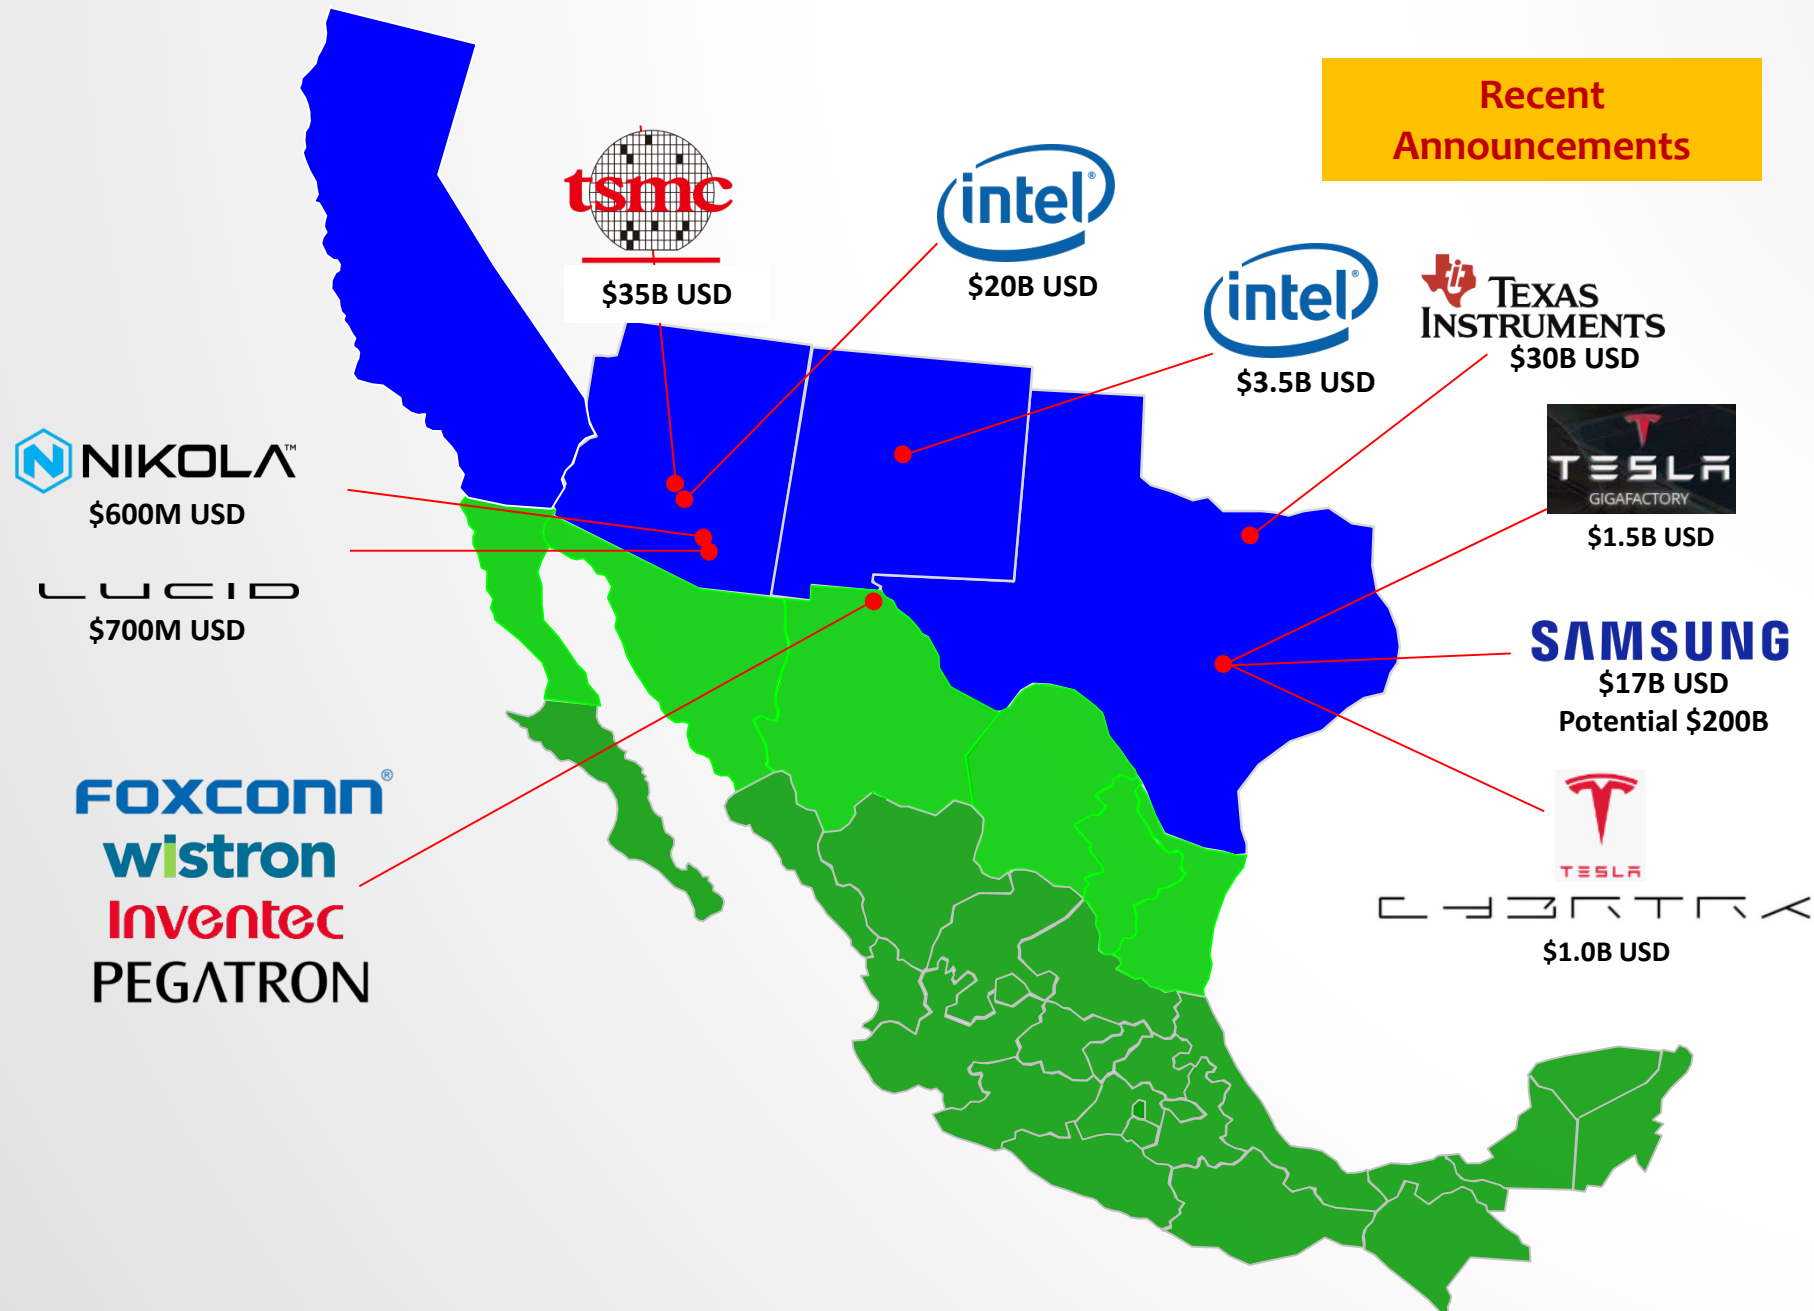 Recent
Announcements
tsmc
$35B USD
intel®
$20B USD
intel®
$3.5B USD
TEXAS
INSTRUMENTS
$30B USD
TESLA
GIGAFACTORY
$1.5B USD
NIKOLA™
$600M USD
LUCID
$700M USD
SAMSUNG
$17B USD
Potential $200B
FOXCONN®
wistron
Inventec
PEGATRON
TESLA
CYBRTRK
$1.0B USD